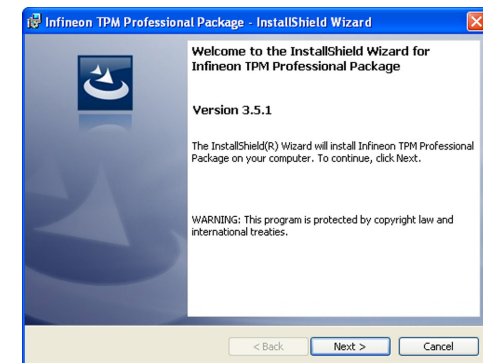 Infineon TPM Professional Package - InstallShield Wizard
Welcome to the InstallShield Wizard for
Infineon TPM Professional Package
Version 3.5.1
The InstallShield(R) Wizard will install Infineon TPM Professional
Package on your computer. To continue, click Next.
WARNING: This program is protected by copyright law and
international treaties.
< Back Next > Cancel